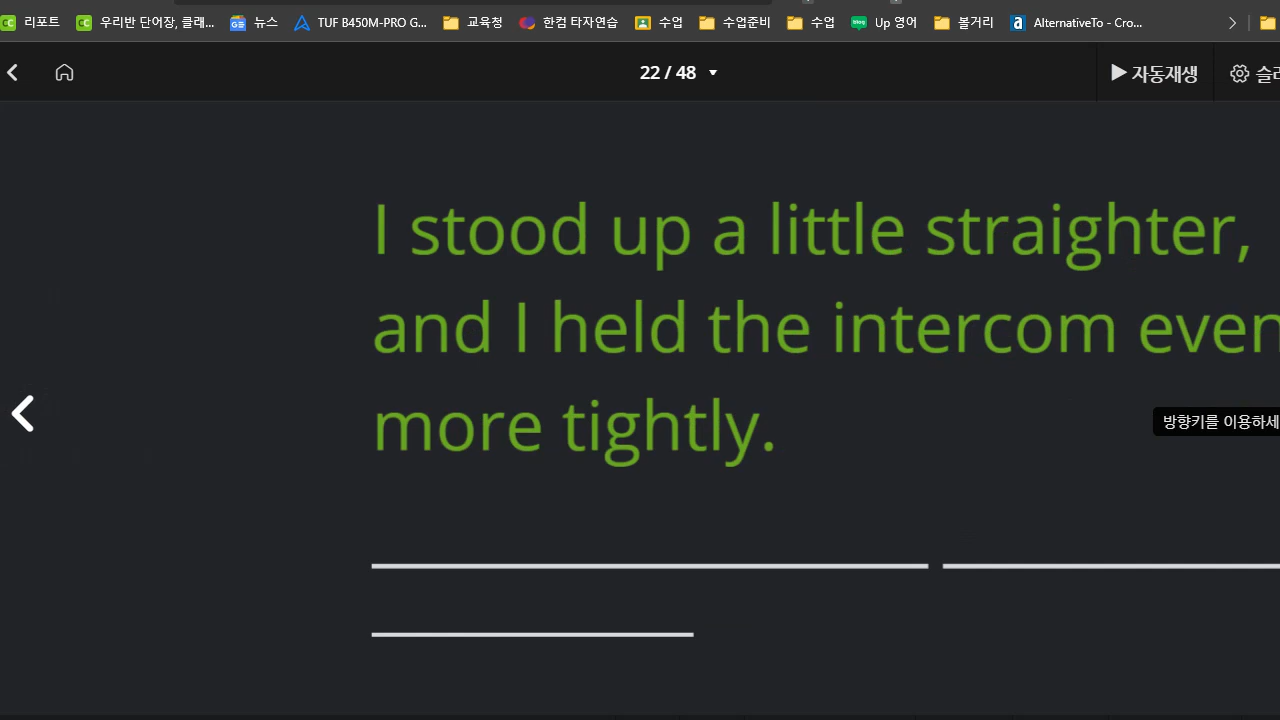 리포트 우리반 단어장, 클래... 뉴스 TUF B450M-PRO G... 교육청 한컴 타자연습 수업 수업준비 수업 Up 영어 볼거리 AlternativeTo - Cro...
22 / 48 자동재생
I stood up a little straighter,
and I held the intercom even
more tightly.
방향키를 이용하세